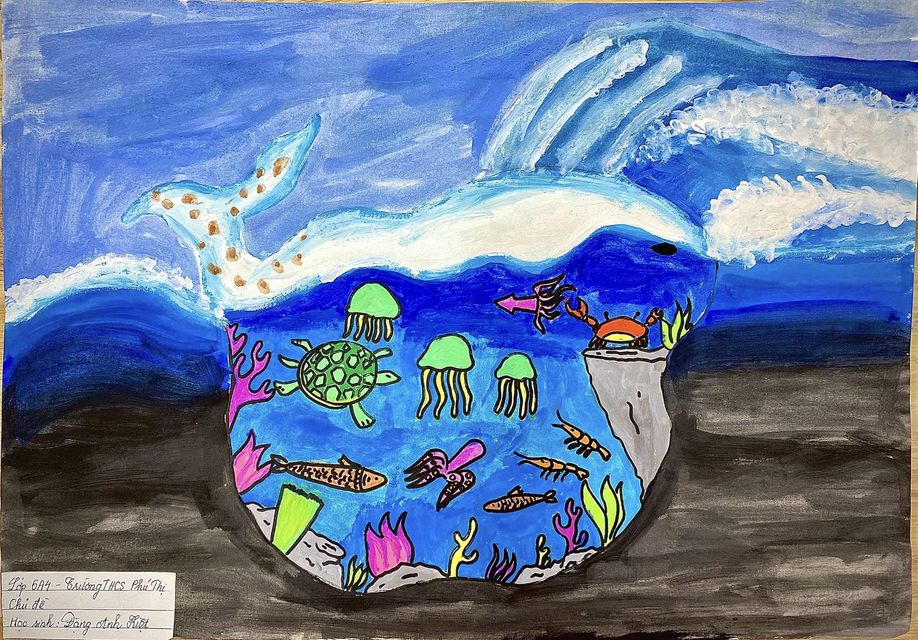 Lớp 6A4 - Trường THCS Phú Thị
Chủ đề
Học sinh : Đặng Anh Kiệt